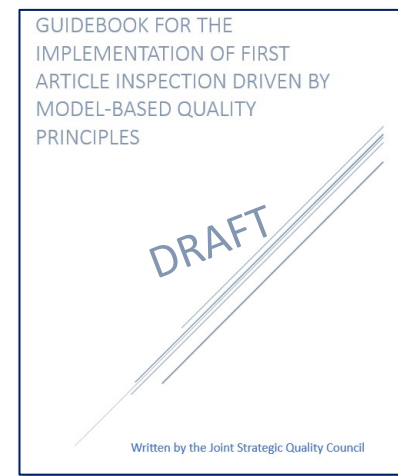 GUIDEBOOK FOR THE
IMPLEMENTATION OF FIRST
ARTICLE INSPECTION DRIVEN BY
MODEL-BASED QUALITY
PRINCIPLES
DRAFT
Written by the Joint Strategic Quality Council